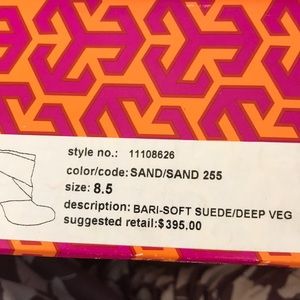 style no.: 11108626
color/code: SAND/SAND 255
size: 8.5
description: BARI-SOFT SUEDE/DEEP VEG
suggested retail:$395.00